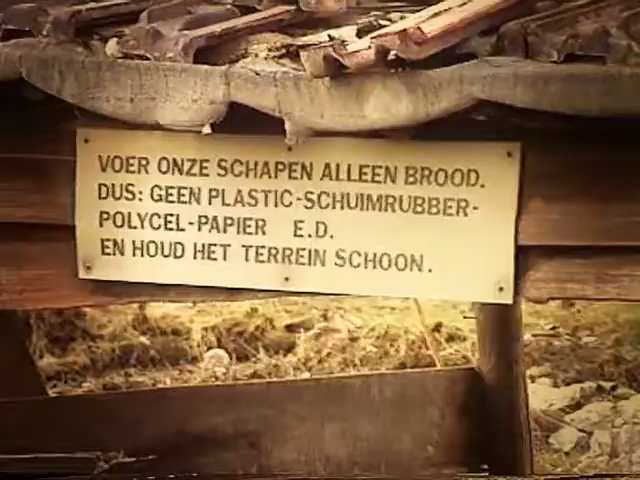 VOER ONZE SCHAPEN ALLEEN BROOD.
DUS: GEEN PLASTIC-SCHUIMRUBBER-
POLYCEL-PAPIER E.D.
EN HOUD HET TERREIN SCHOON.